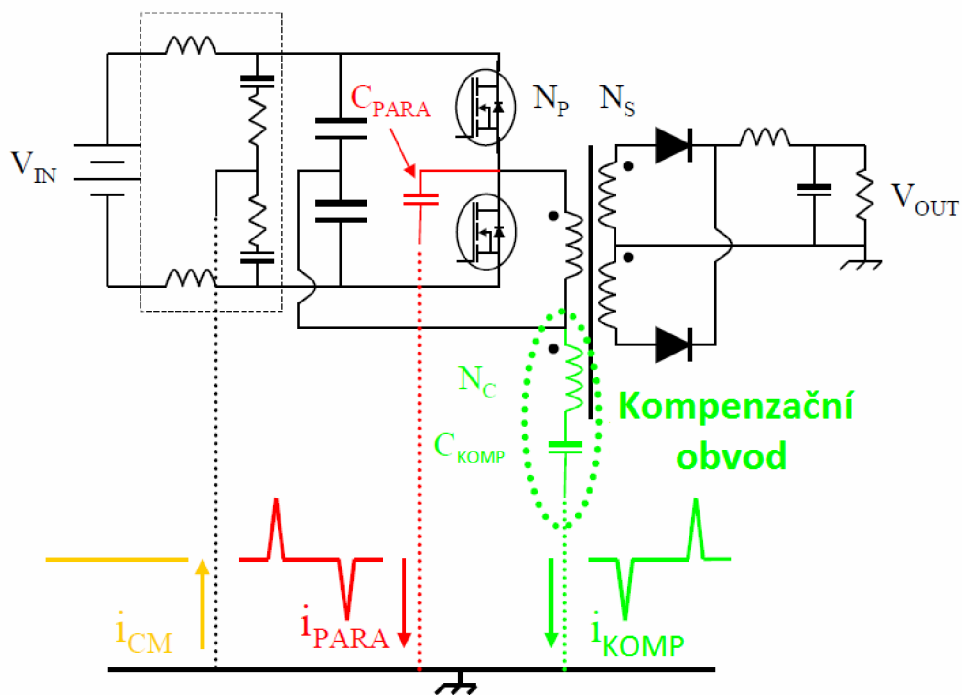 C_PARA
N_P
N_S
V_IN
V_OUT
N_C
Kompenzační
obvod
C_KOMP
i_CM
i_PARA
i_KOMP